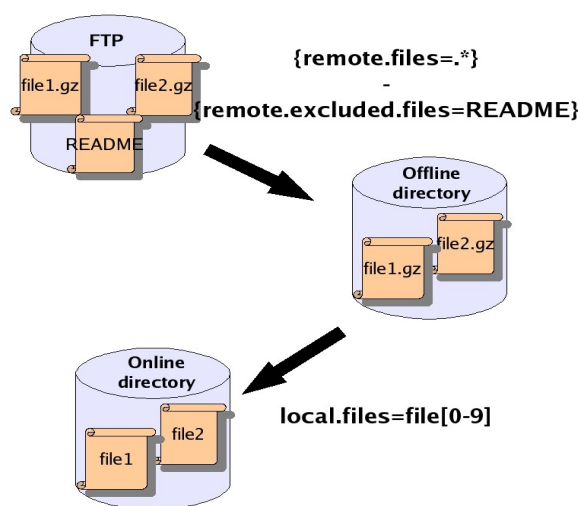 FTP
file1.gz
file2.gz
README
{remote.files=.*}
-
{remote.excluded.files=README}
Offline
directory
file2.gz
file1.gz
Online
directory
file2
file1
local.files=file[0-9]